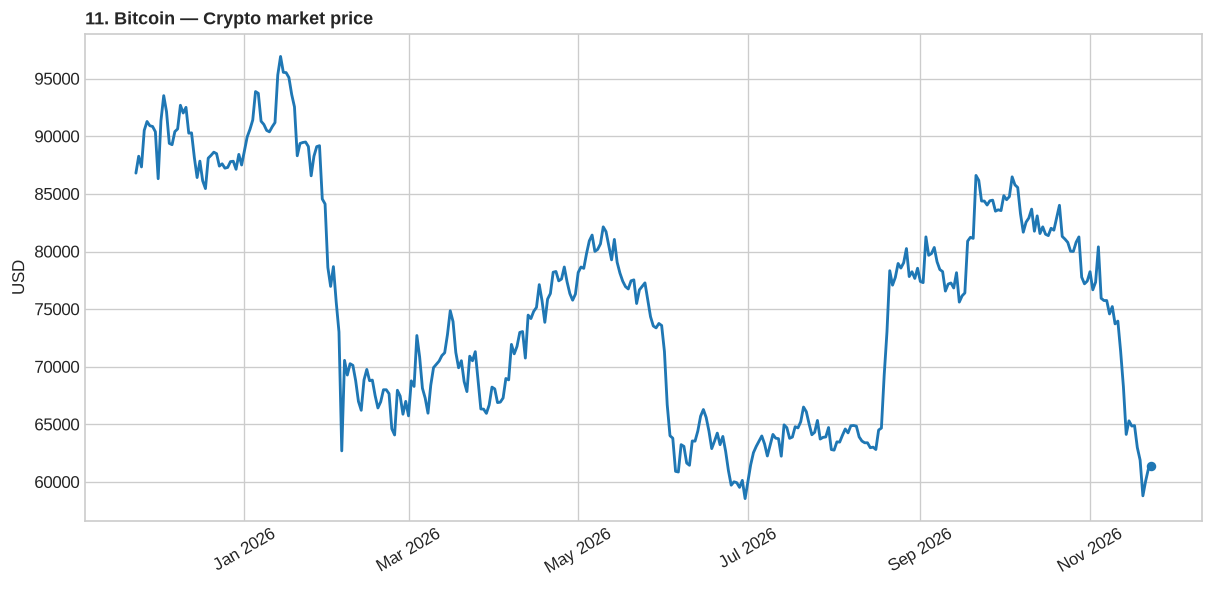 11. Bitcoin — Crypto market price
USD
95000
90000
85000
80000
75000
70000
65000
60000
Jan 2026
Mar 2026
May 2026
Jul 2026
Sep 2026
Nov 2026